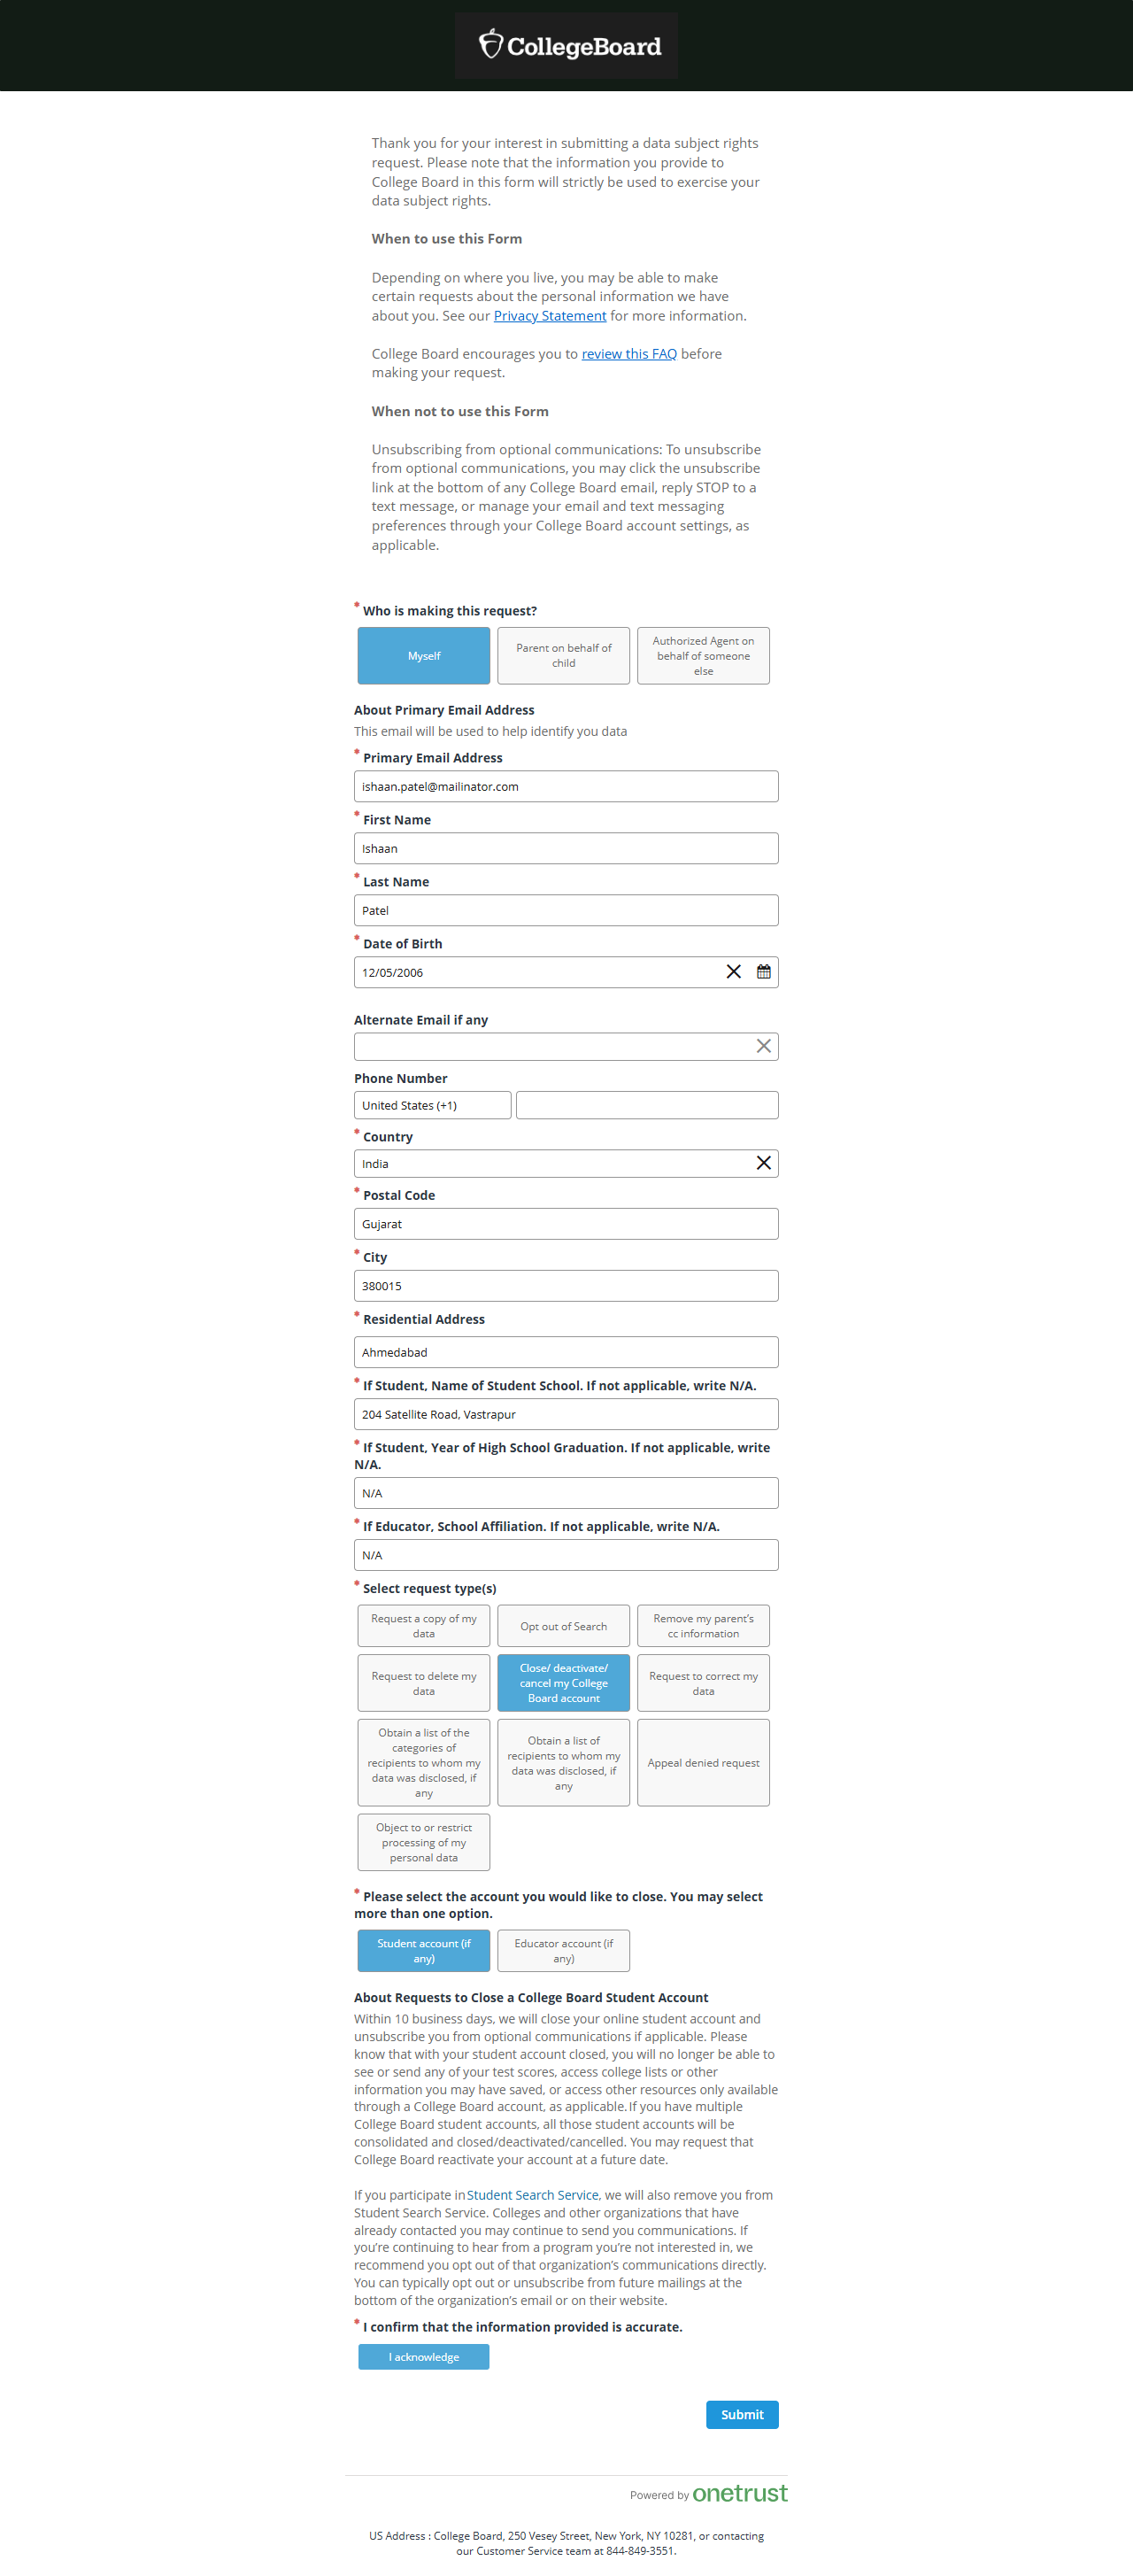 CollegeBoard
Thank you for your interest in submitting a data subject rights
request. Please note that the information you provide to
College Board in this form will strictly be used to exercise your
data subject rights.
When to use this Form
Depending on where you live, you may be able to make
certain requests about the personal information we have
about you. See our Privacy Statement for more information.
College Board encourages you to review this FAQ before
making your request.
When not to use this Form
Unsubscribing from optional communications: To unsubscribe
from optional communications, you may click the unsubscribe
link at the bottom of any College Board email, reply STOP to a
text message, or manage your email and text messaging
preferences through your College Board account settings, as
applicable.
* Who is making this request?
Myself
Parent on behalf of
child
Authorized Agent on
behalf of someone
else
About Primary Email Address
This email will be used to help identify you data
* Primary Email Address
ishaan.patel@mailinator.com
* First Name
Ishaan
* Last Name
Patel
* Date of Birth
12/05/2006
Alternate Email if any
Phone Number
United States (+1)
* Country
India
* Postal Code
Gujarat
* City
380015
* Residential Address
Ahmedabad
* If Student, Name of Student School. If not applicable, write N/A.
204 Satellite Road, Vastrapur
* If Student, Year of High School Graduation. If not applicable, write
N/A.
N/A
* If Educator, School Affiliation. If not applicable, write N/A.
N/A
* Select request type(s)
Request a copy of my
data
Opt out of Search
Remove my parent's
cc information
Request to delete my
data
Close/ deactivate/
cancel my College
Board account
Request to correct my
data
Obtain a list of the
categories of
recipients to whom my
data was disclosed, if
any
Obtain a list of
recipients to whom my
data was disclosed, if
any
Appeal denied request
Object to or restrict
processing of my
personal data
* Please select the account you would like to close. You may select
more than one option.
Student account (if
any)
Educator account (if
any)
About Requests to Close a College Board Student Account
Within 10 business days, we will close your online student account and
unsubscribe you from optional communications if applicable. Please
know that with your student account closed, you will no longer be able to
see or send any of your test scores, access college lists or other
information you may have saved, or access other resources only available
through a College Board account, as applicable. If you have multiple
College Board student accounts, all those student accounts will be
consolidated and closed/deactivated/cancelled. You may request that
College Board reactivate your account at a future date.
If you participate in Student Search Service, we will also remove you from
Student Search Service. Colleges and other organizations that have
already contacted you may continue to send you communications. If
you're continuing to hear from a program you're not interested in, we
recommend you opt out of that organization's communications directly.
You can typically opt out or unsubscribe from future mailings at the
bottom of the organization's email or on their website.
* I confirm that the information provided is accurate.
I acknowledge
Submit
Powered by onetrust
US Address : College Board, 250 Vesey Street, New York, NY 10281, or contacting
our Customer Service team at 844-849-3551.